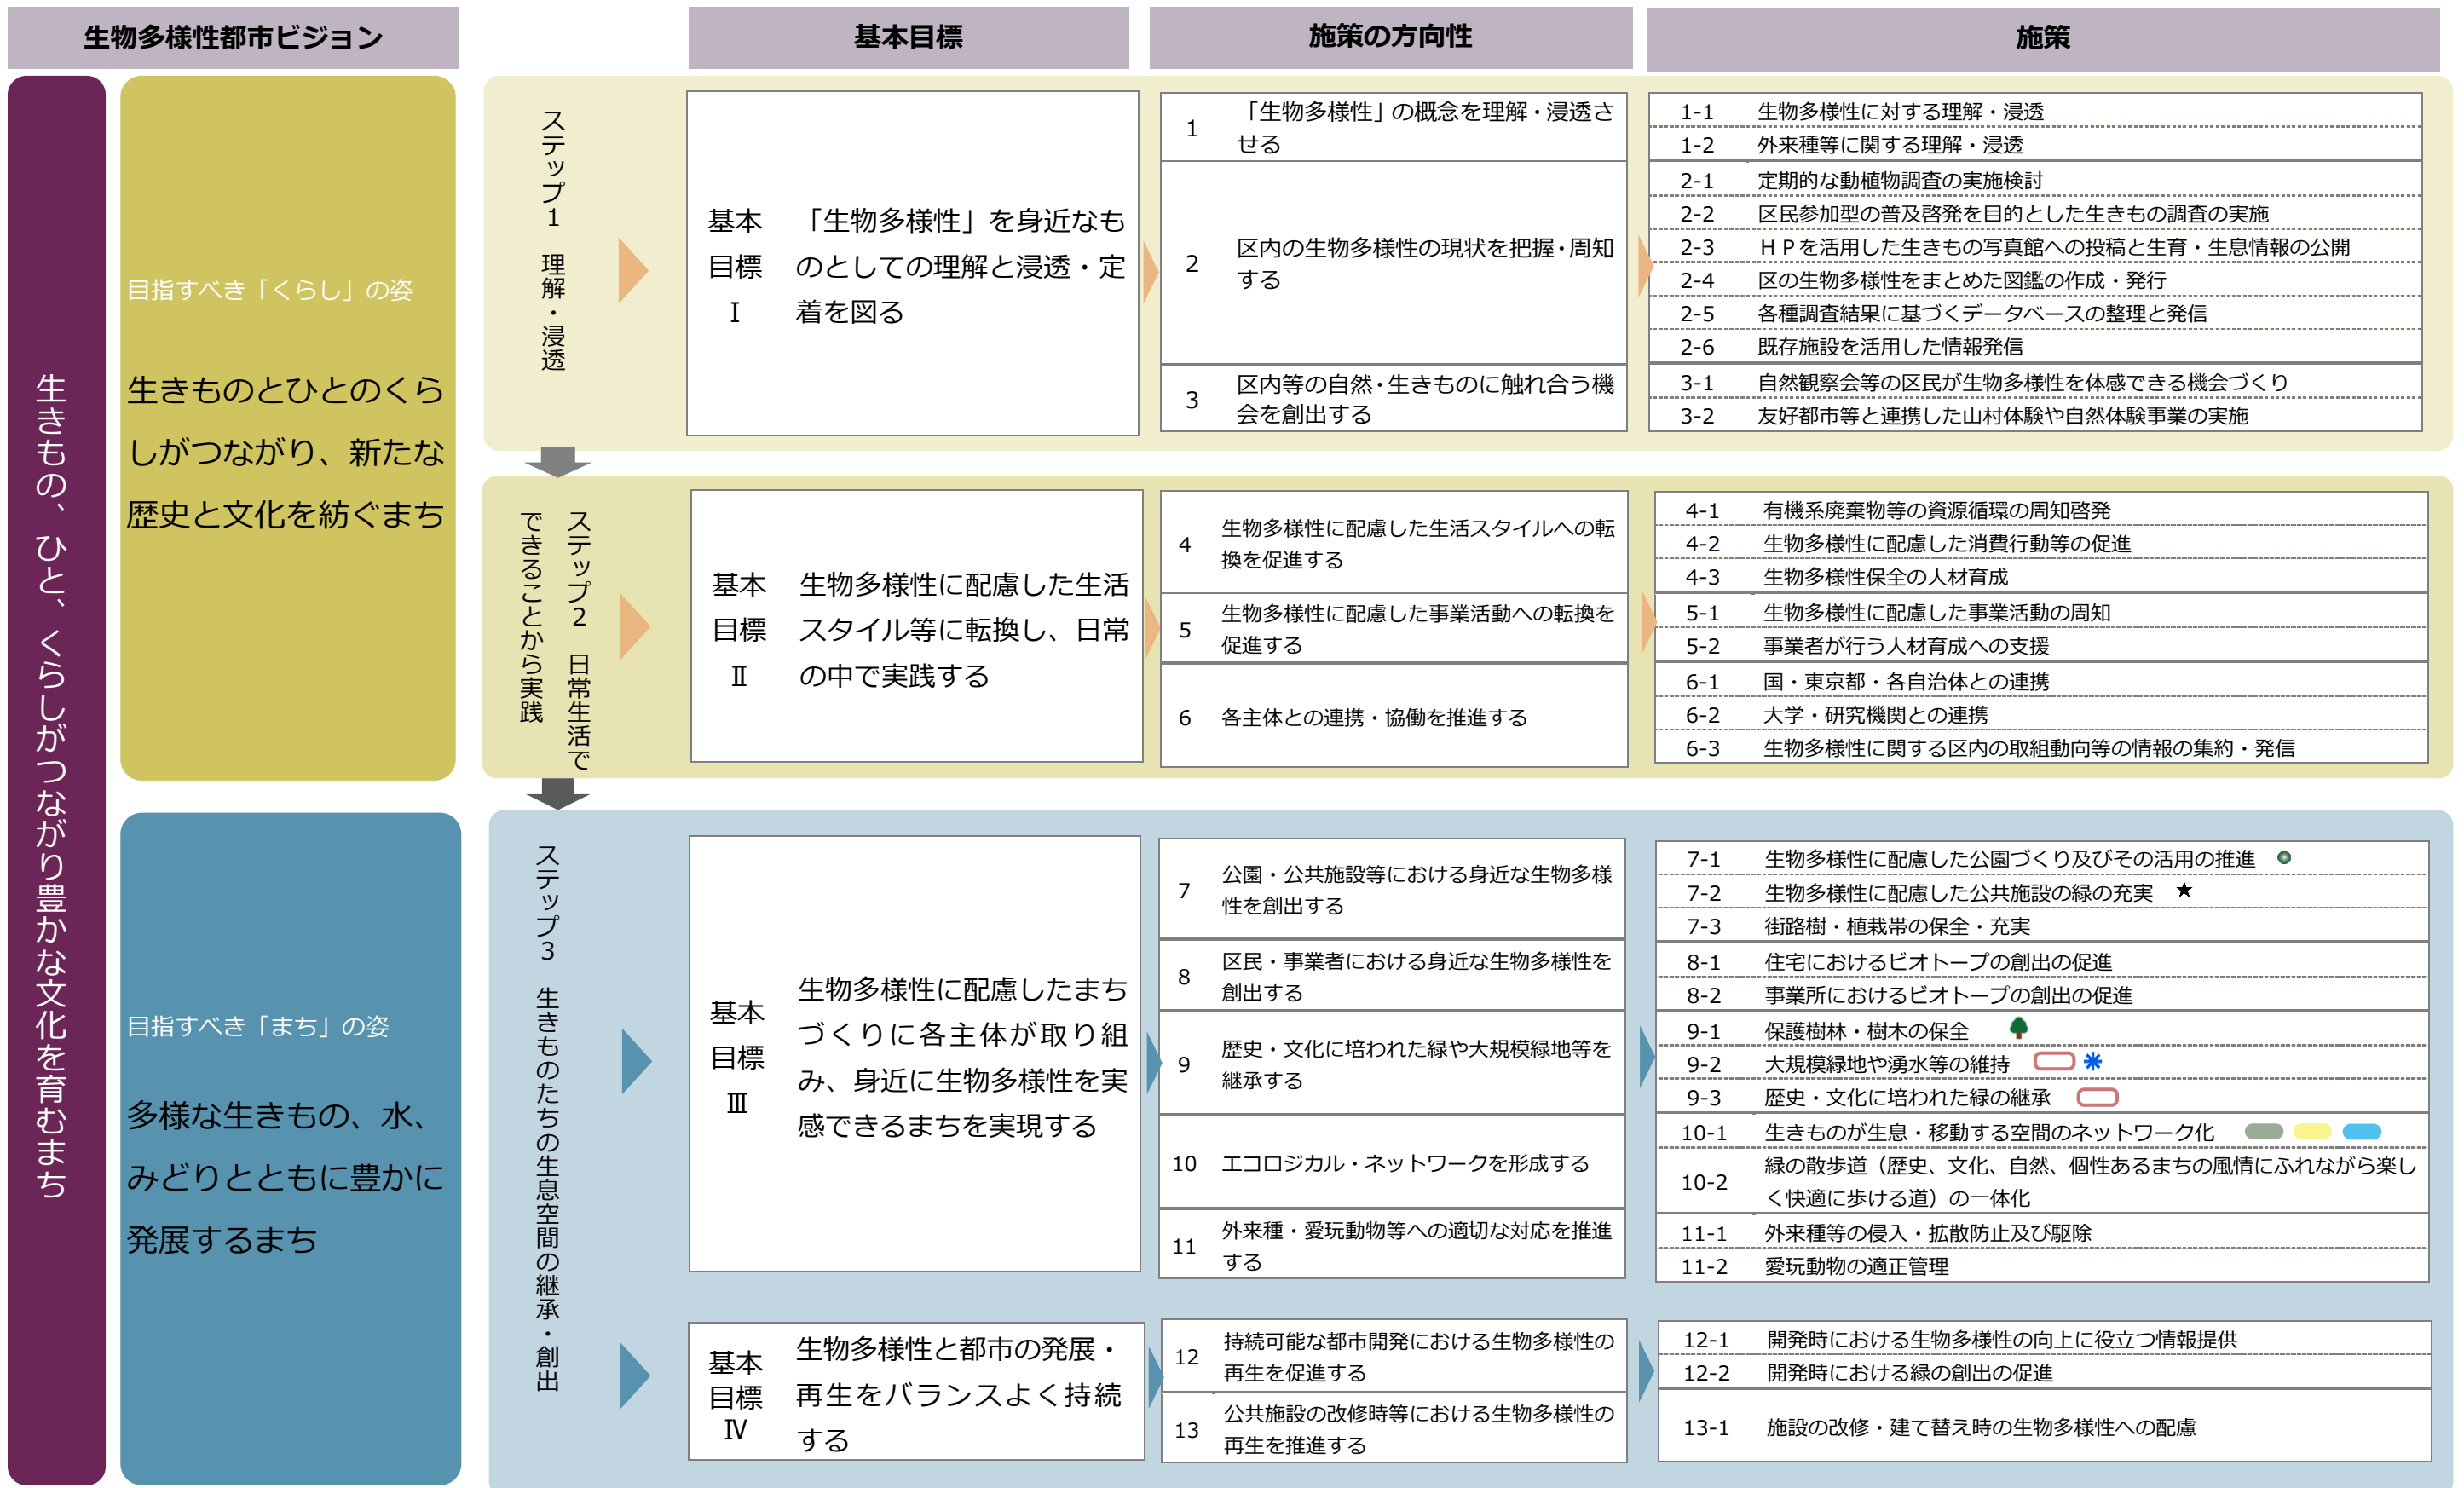 生物多様性都市ビジョン
基本目標
施策の方向性
施策
生きもの、ひと、くらしがつながり豊かな文化を育むまち
目指すべき「くらし」の姿
生きものとひとのくら
しがつながり、新たな
歴史と文化を紡ぐまち
ステップ1 理解・浸透
基本
目標
Ⅰ
「生物多様性」を身近なも
のとしての理解と浸透・定
着を図る
1
「生物多様性」の概念を理解・浸透さ
せる
2
区内の生物多様性の現状を把握・周知
する
3
区内等の自然・生きものに触れ合う機
会を創出する
1-1 生物多様性に対する理解・浸透
1-2 外来種等に関する理解・浸透
2-1 定期的な動植物調査の実施検討
2-2 区民参加型の普及啓発を目的とした生きもの調査の実施
2-3 ＨＰを活用した生きもの写真館への投稿と生育・生息情報の公開
2-4 区の生物多様性をまとめた図鑑の作成・発行
2-5 各種調査結果に基づくデータベースの整理と発信
2-6 既存施設を活用した情報発信
3-1 自然観察会等の区民が生物多様性を体感できる機会づくり
3-2 友好都市等と連携した山村体験や自然体験事業の実施
ステップ2 日常生活で
できることから実践
基本
目標
Ⅱ
生物多様性に配慮した生活
スタイル等に転換し、日常
の中で実践する
4
生物多様性に配慮した生活スタイルへの転
換を促進する
5
生物多様性に配慮した事業活動への転換を
促進する
6 各主体との連携・協働を推進する
4-1 有機系廃棄物等の資源循環の周知啓発
4-2 生物多様性に配慮した消費行動等の促進
4-3 生物多様性保全の人材育成
5-1 生物多様性に配慮した事業活動の周知
5-2 事業者が行う人材育成への支援
6-1 国・東京都・各自治体との連携
6-2 大学・研究機関との連携
6-3 生物多様性に関する区内の取組動向等の情報の集約・発信
目指すべき「まち」の姿
多様な生きもの、水、
みどりとともに豊かに
発展するまち
ステップ3 生きものたちの生息空間の継承・創出
基本
目標
Ⅲ
生物多様性に配慮したまち
づくりに各主体が取り組
み、身近に生物多様性を実
感できるまちを実現する
7
公園・公共施設等における身近な生物多様
性を創出する
8
区民・事業者における身近な生物多様性を
創出する
9
歴史・文化に培われた緑や大規模緑地等を
継承する
10 エコロジカル・ネットワークを形成する
11
外来種・愛玩動物等への適切な対応を推進
する
7-1 生物多様性に配慮した公園づくり及びその活用の推進
7-2 生物多様性に配慮した公共施設の緑の充実 ★
7-3 街路樹・植栽帯の保全・充実
8-1 住宅におけるビオトープの創出の促進
8-2 事業所におけるビオトープの創出の促進
9-1 保護樹林・樹木の保全
9-2 大規模緑地や湧水等の維持
9-3 歴史・文化に培われた緑の継承
10-1 生きものが生息・移動する空間のネットワーク化
10-2
緑の散歩道（歴史、文化、自然、個性あるまちの風情にふれながら楽し
く快適に歩ける道）の一体化
11-1 外来種等の侵入・拡散防止及び駆除
11-2 愛玩動物の適正管理
基本
目標
Ⅳ
生物多様性と都市の発展・
再生をバランスよく持続
する
12
持続可能な都市開発における生物多様性の
再生を促進する
13
公共施設の改修時等における生物多様性の
再生を推進する
12-1 開発時における生物多様性の向上に役立つ情報提供
12-2 開発時における緑の創出の促進
13-1 施設の改修・建て替え時の生物多様性への配慮